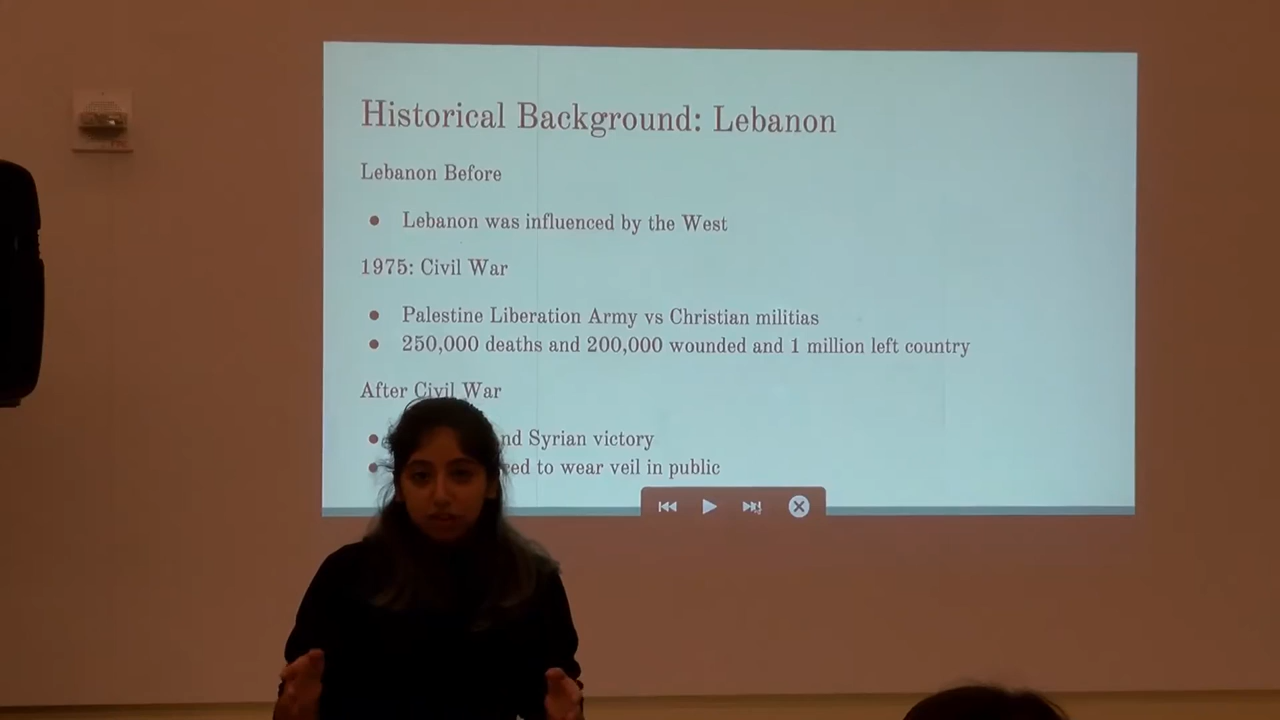 Historical Background: Lebanon
Lebanon Before
● Lebanon was influenced by the West
1975: Civil War
● Palestine Liberation Army vs Christian militias
● 250,000 deaths and 200,000 wounded and 1 million left country
After Civil War
● Syrian victory
● to wear veil in public